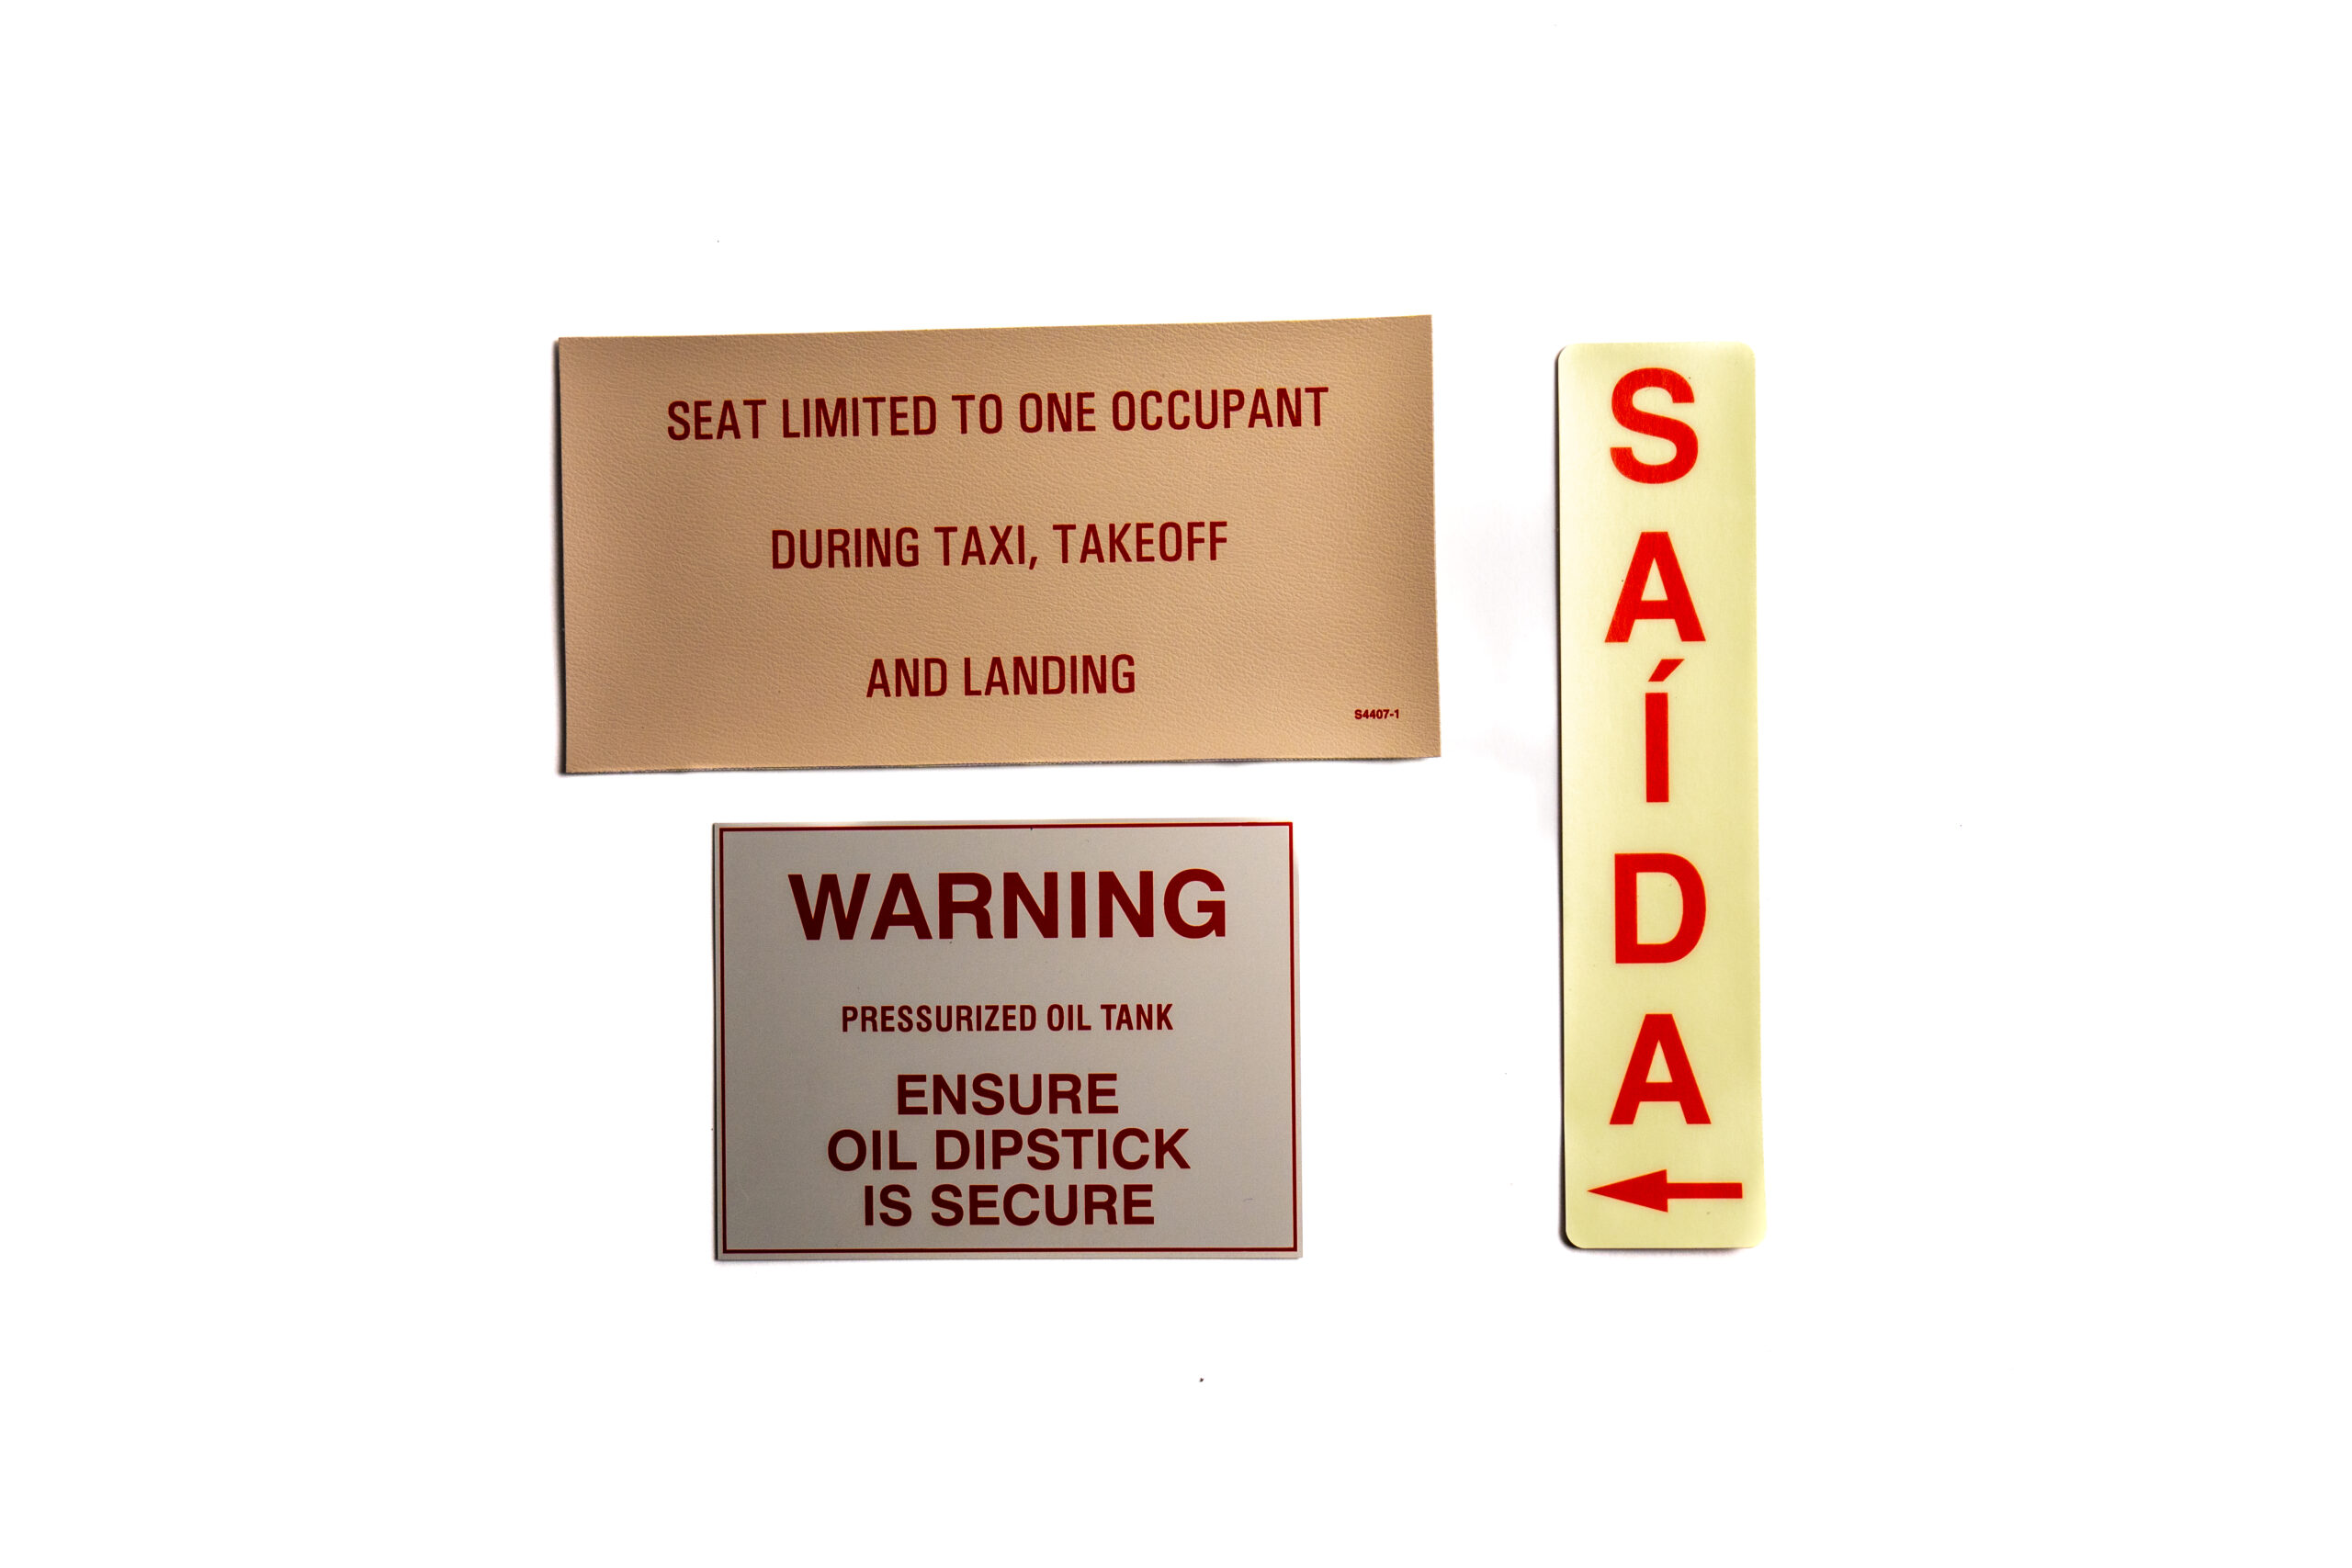 SEAT LIMITED TO ONE OCCUPANT
DURING TAXI, TAKEOFF
AND LANDING
S4407-1
WARNING
PRESSURIZED OIL TANK
ENSURE
OIL DIPSTICK
IS SECURE
SAÍDA